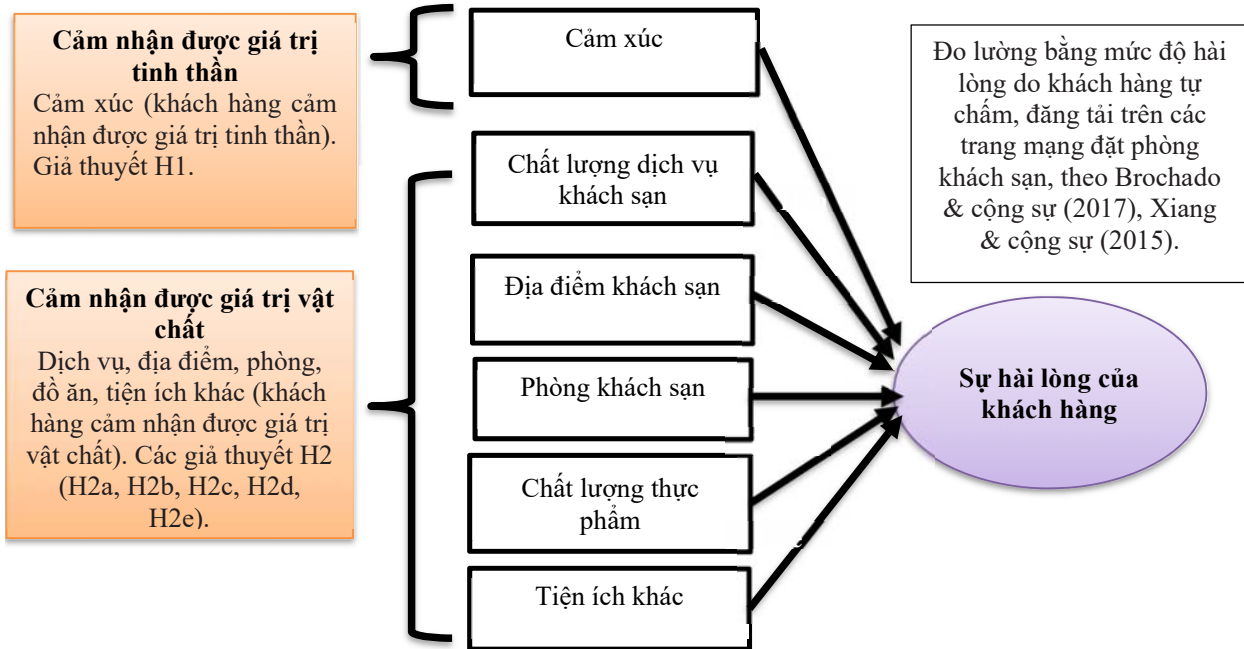 Cảm nhận được giá trị
tinh thần
Cảm xúc (khách hàng cảm
nhận được giá trị tinh thần).
Giả thuyết H1.
Cảm nhận được giá trị vật
chất
Dịch vụ, địa điểm, phòng,
đồ ăn, tiện ích khác (khách
hàng cảm nhận được giá trị
vật chất). Các giả thuyết H2
(H2a, H2b, H2c, H2d,
H2e).
Cảm xúc
Chất lượng dịch vụ
khách sạn
Địa điểm khách sạn
Phòng khách sạn
Chất lượng thực
phẩm
Tiện ích khác
Đo lường bằng mức độ hài
lòng do khách hàng tự
chấm, đăng tải trên các
trang mạng đặt phòng
khách sạn, theo Brochado
& cộng sự (2017), Xiang
& cộng sự (2015).
Sự hài lòng của
khách hàng